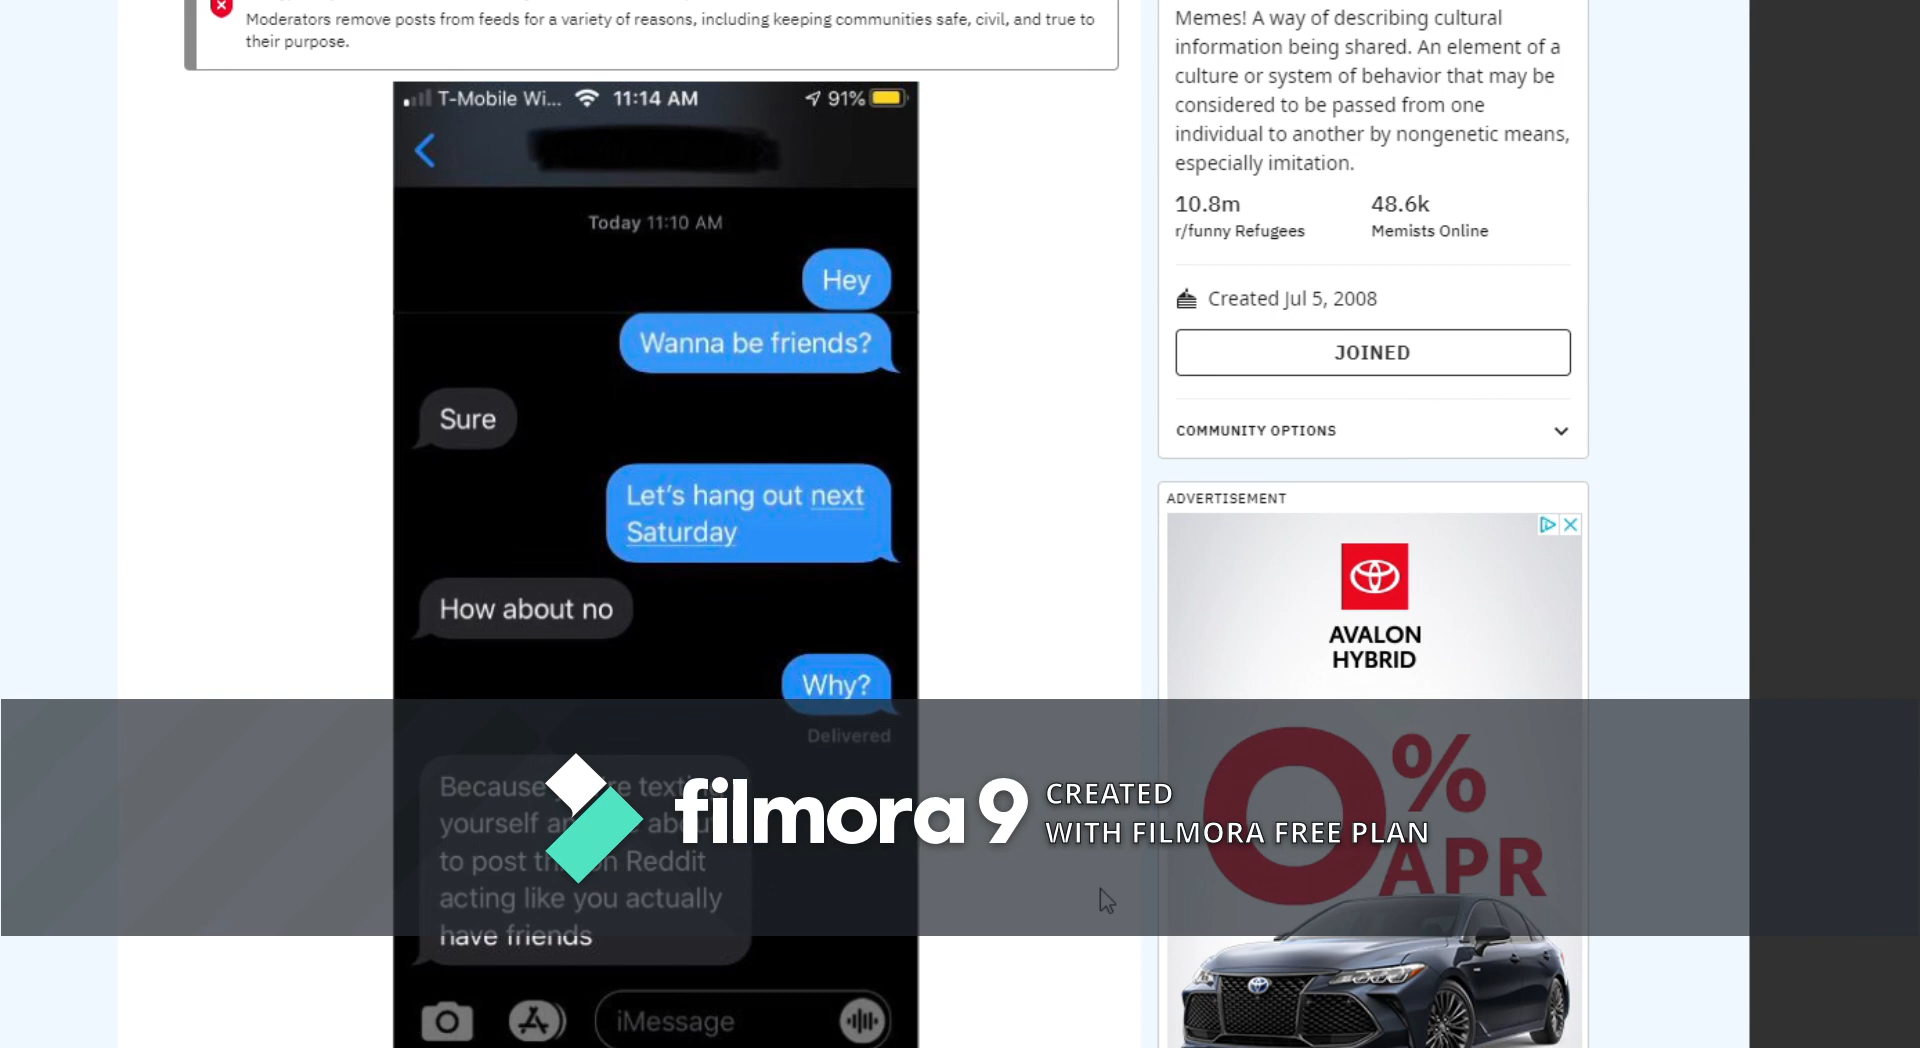 Moderators remove posts from feeds for a variety of reasons, including keeping communities safe, civil, and true to
their purpose.
T-Mobile Wi... 11:14 AM 91%
Today 11:10 AM
Hey
Wanna be friends?
Sure
Let's hang out next
Saturday
How about no
Why?
Delivered
Because
yourself
to post Reddit
acting like you actually
have friends
iMessage
filmora9
CREATED
WITH FILMORA FREE PLAN
Memes! A way of describing cultural
information being shared. An element of a
culture or system of behavior that may be
considered to be passed from one
individual to another by nongenetic means,
especially imitation.
10.8m 48.6k
r/funny Refugees Memists Online
Created Jul 5, 2008
JOINED
COMMUNITY OPTIONS
ADVERTISEMENT
AVALON
HYBRID
0%
APR